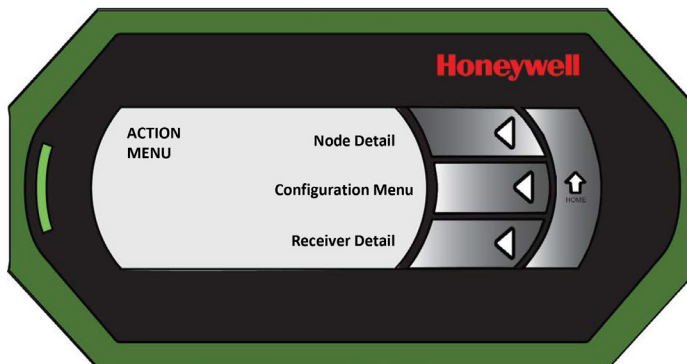 Honeywell
ACTION
MENU
Node Detail
Configuration Menu
Receiver Detail
HOME